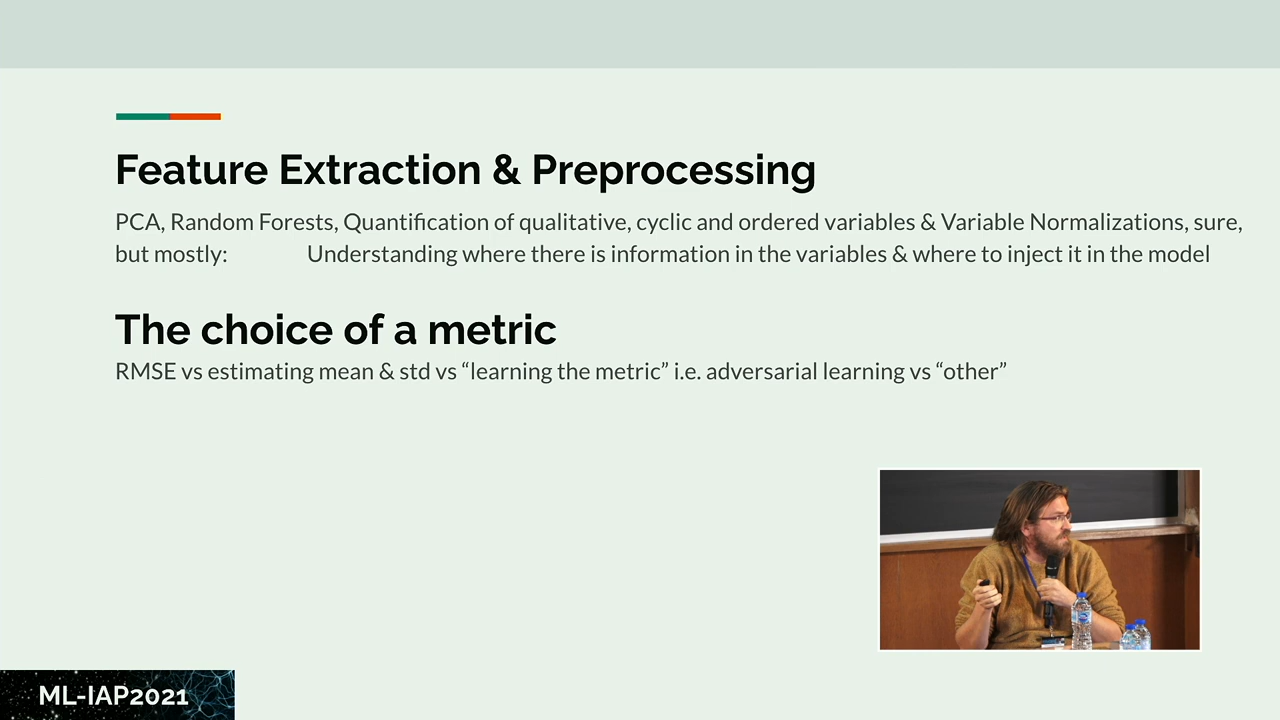 Feature Extraction & Preprocessing
PCA, Random Forests, Quantification of qualitative, cyclic and ordered variables & Variable Normalizations, sure,
but mostly: Understanding where there is information in the variables & where to inject it in the model
The choice of a metric
RMSE vs estimating mean & std vs “learning the metric” i.e. adversarial learning vs “other”
ML-IAP2021